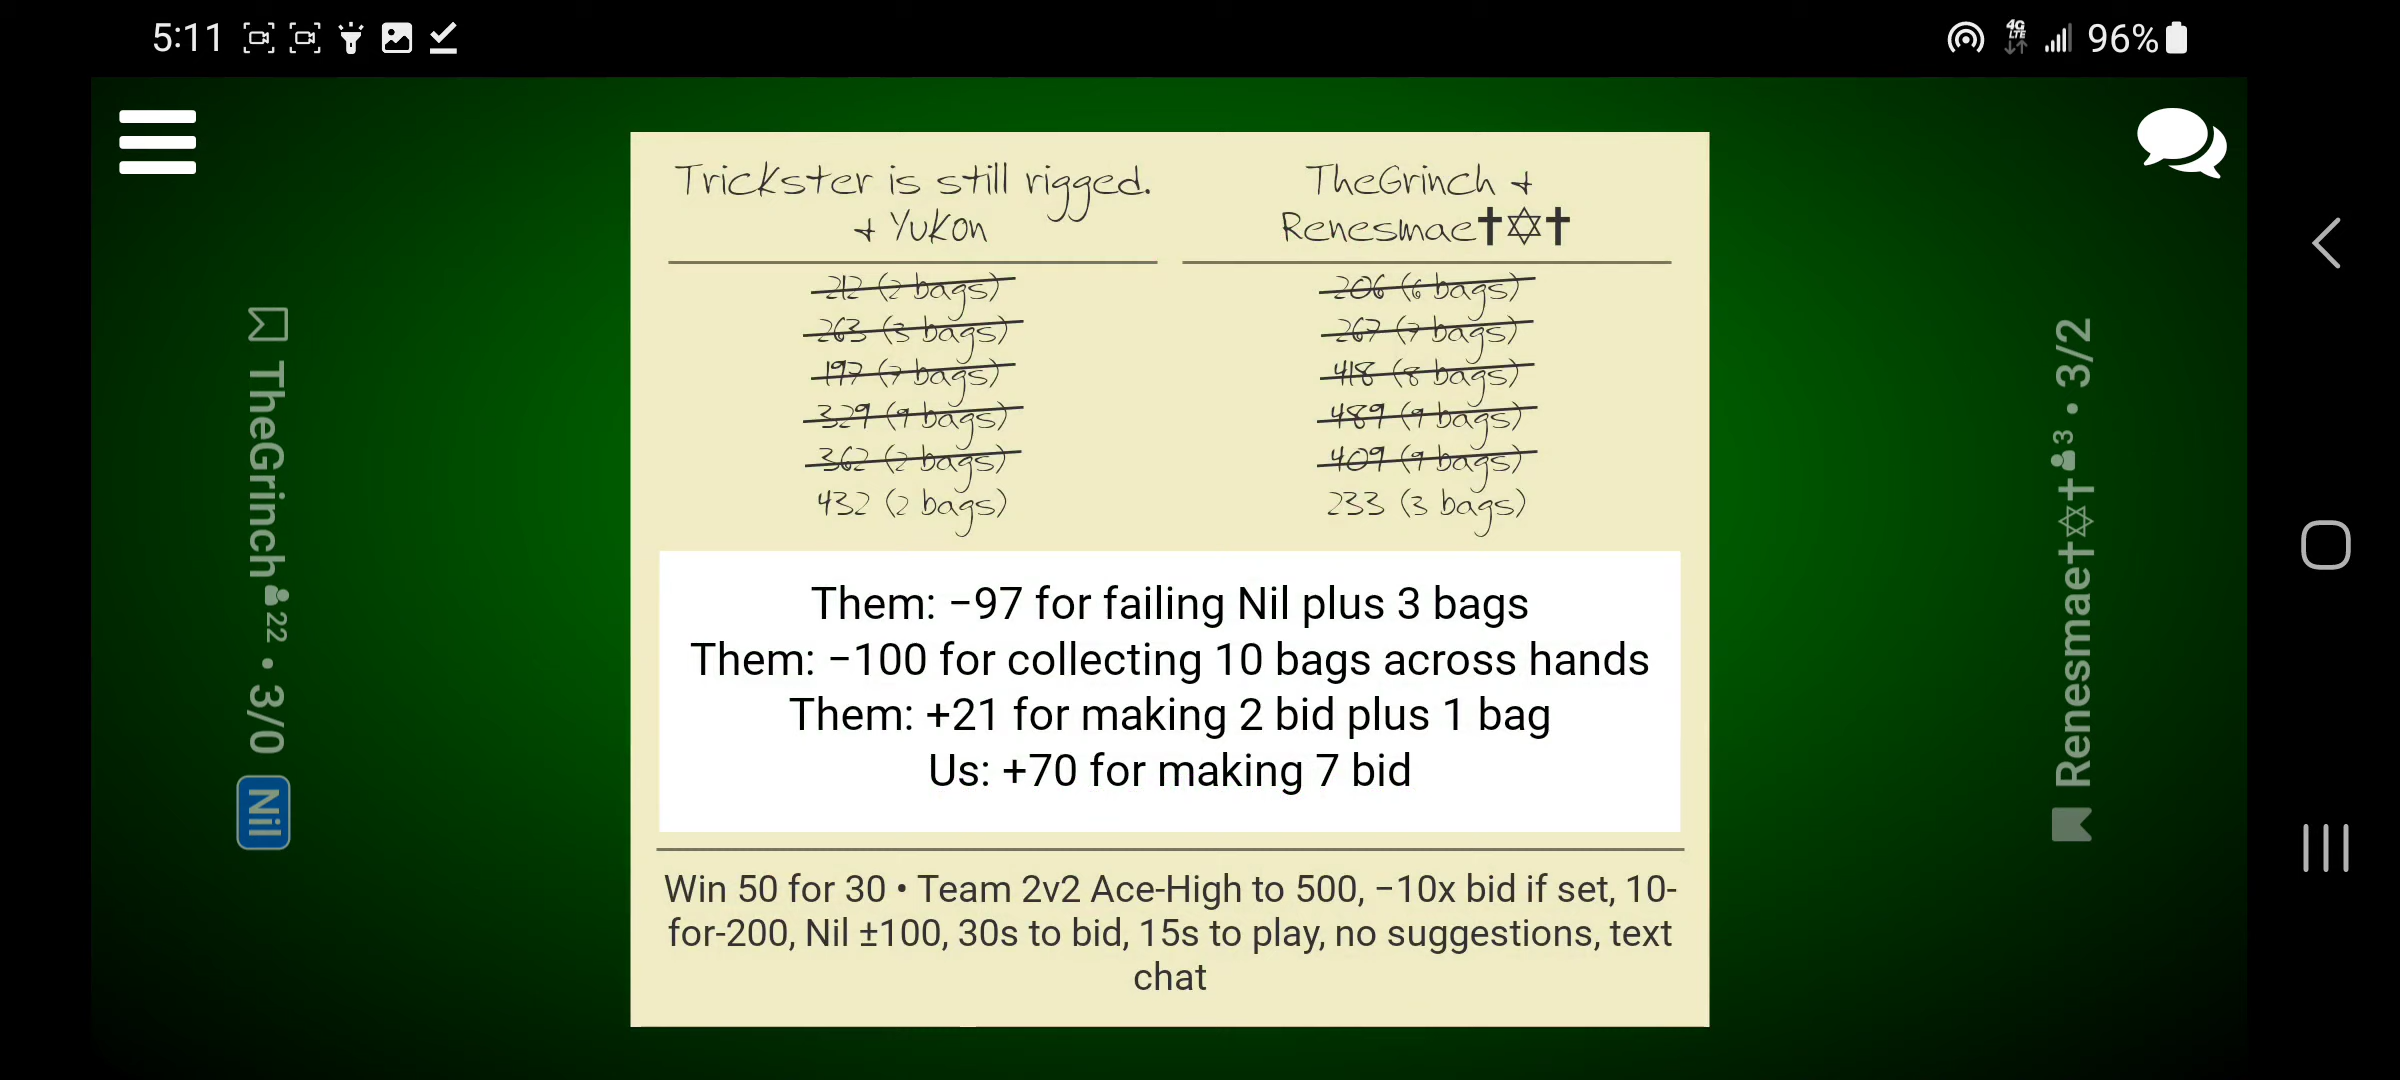 5:11
4G LTE 96%
Trickster is still rigged. + Yukon
TheGrinch + Renesmae✝✡✝
212 (2 bags)
263 (3 bags)
197 (7 bags)
329 (9 bags)
362 (2 bags)
432 (2 bags)
206 (6 bags)
267 (7 bags)
418 (8 bags)
489 (9 bags)
409 (9 bags)
233 (3 bags)
Them: −97 for failing Nil plus 3 bags
Them: −100 for collecting 10 bags across hands
Them: +21 for making 2 bid plus 1 bag
Us: +70 for making 7 bid
Win 50 for 30 • Team 2v2 Ace-High to 500, −10x bid if set, 10-
for-200, Nil ±100, 30s to bid, 15s to play, no suggestions, text
chat
TheGrinch 22 • 3/0 Nil
Renesmae✝✡✝ 3 • 3/2